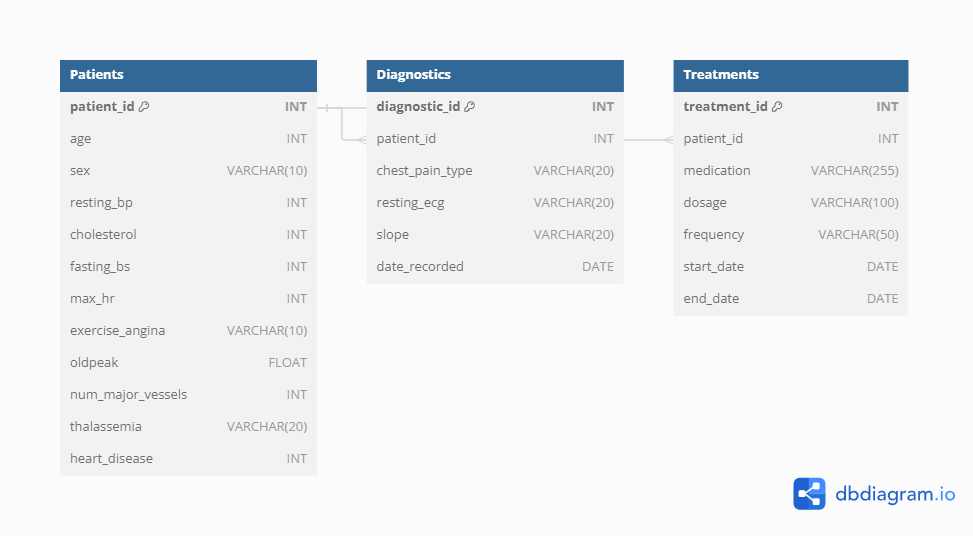 Patients
patient_id INT
age INT
sex VARCHAR(10)
resting_bp INT
cholesterol INT
fasting_bs INT
max_hr INT
exercise_angina VARCHAR(10)
oldpeak FLOAT
num_major_vessels INT
thalassemia VARCHAR(20)
heart_disease INT
Diagnostics
diagnostic_id INT
patient_id INT
chest_pain_type VARCHAR(20)
resting_ecg VARCHAR(20)
slope VARCHAR(20)
date_recorded DATE
Treatments
treatment_id INT
patient_id INT
medication VARCHAR(255)
dosage VARCHAR(100)
frequency VARCHAR(50)
start_date DATE
end_date DATE
dbdiagram.io